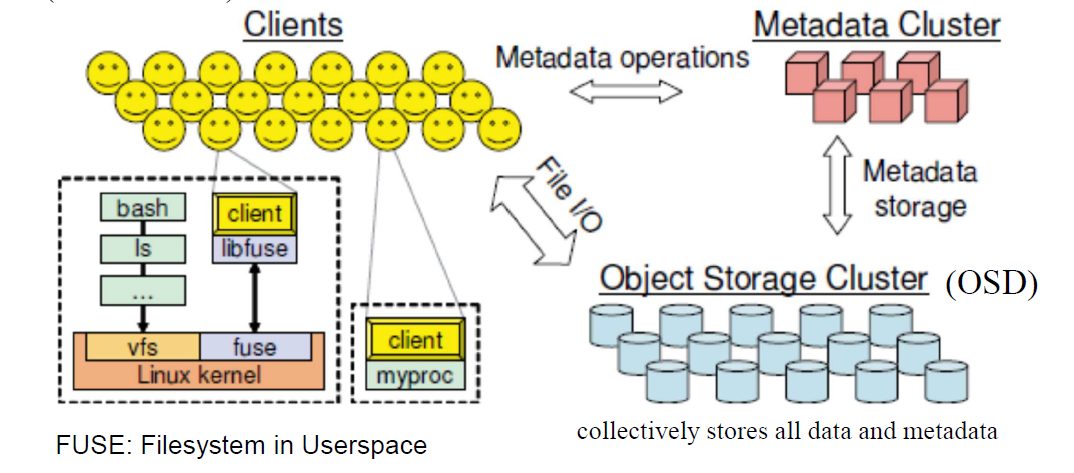 Clients
Metadata Cluster
Metadata operations
Metadata
storage
File I/O
bash
ls
...
client
libfuse
vfs
fuse
Linux kernel
client
myproc
Object Storage Cluster (OSD)
collectively stores all data and metadata
FUSE: Filesystem in Userspace